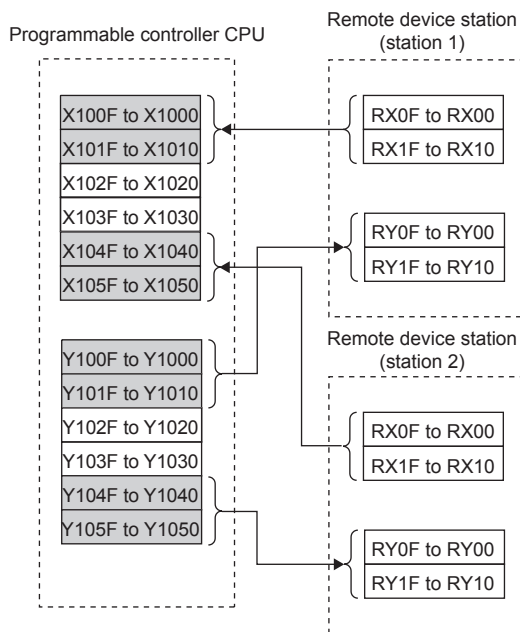 Programmable controller CPU
X100F to X1000
X101F to X1010
X102F to X1020
X103F to X1030
X104F to X1040
X105F to X1050
Y100F to Y1000
Y101F to Y1010
Y102F to Y1020
Y103F to Y1030
Y104F to Y1040
Y105F to Y1050
Remote device station
(station 1)
RX0F to RX00
RX1F to RX10
RY0F to RY00
RY1F to RY10
Remote device station
(station 2)
RX0F to RX00
RX1F to RX10
RY0F to RY00
RY1F to RY10